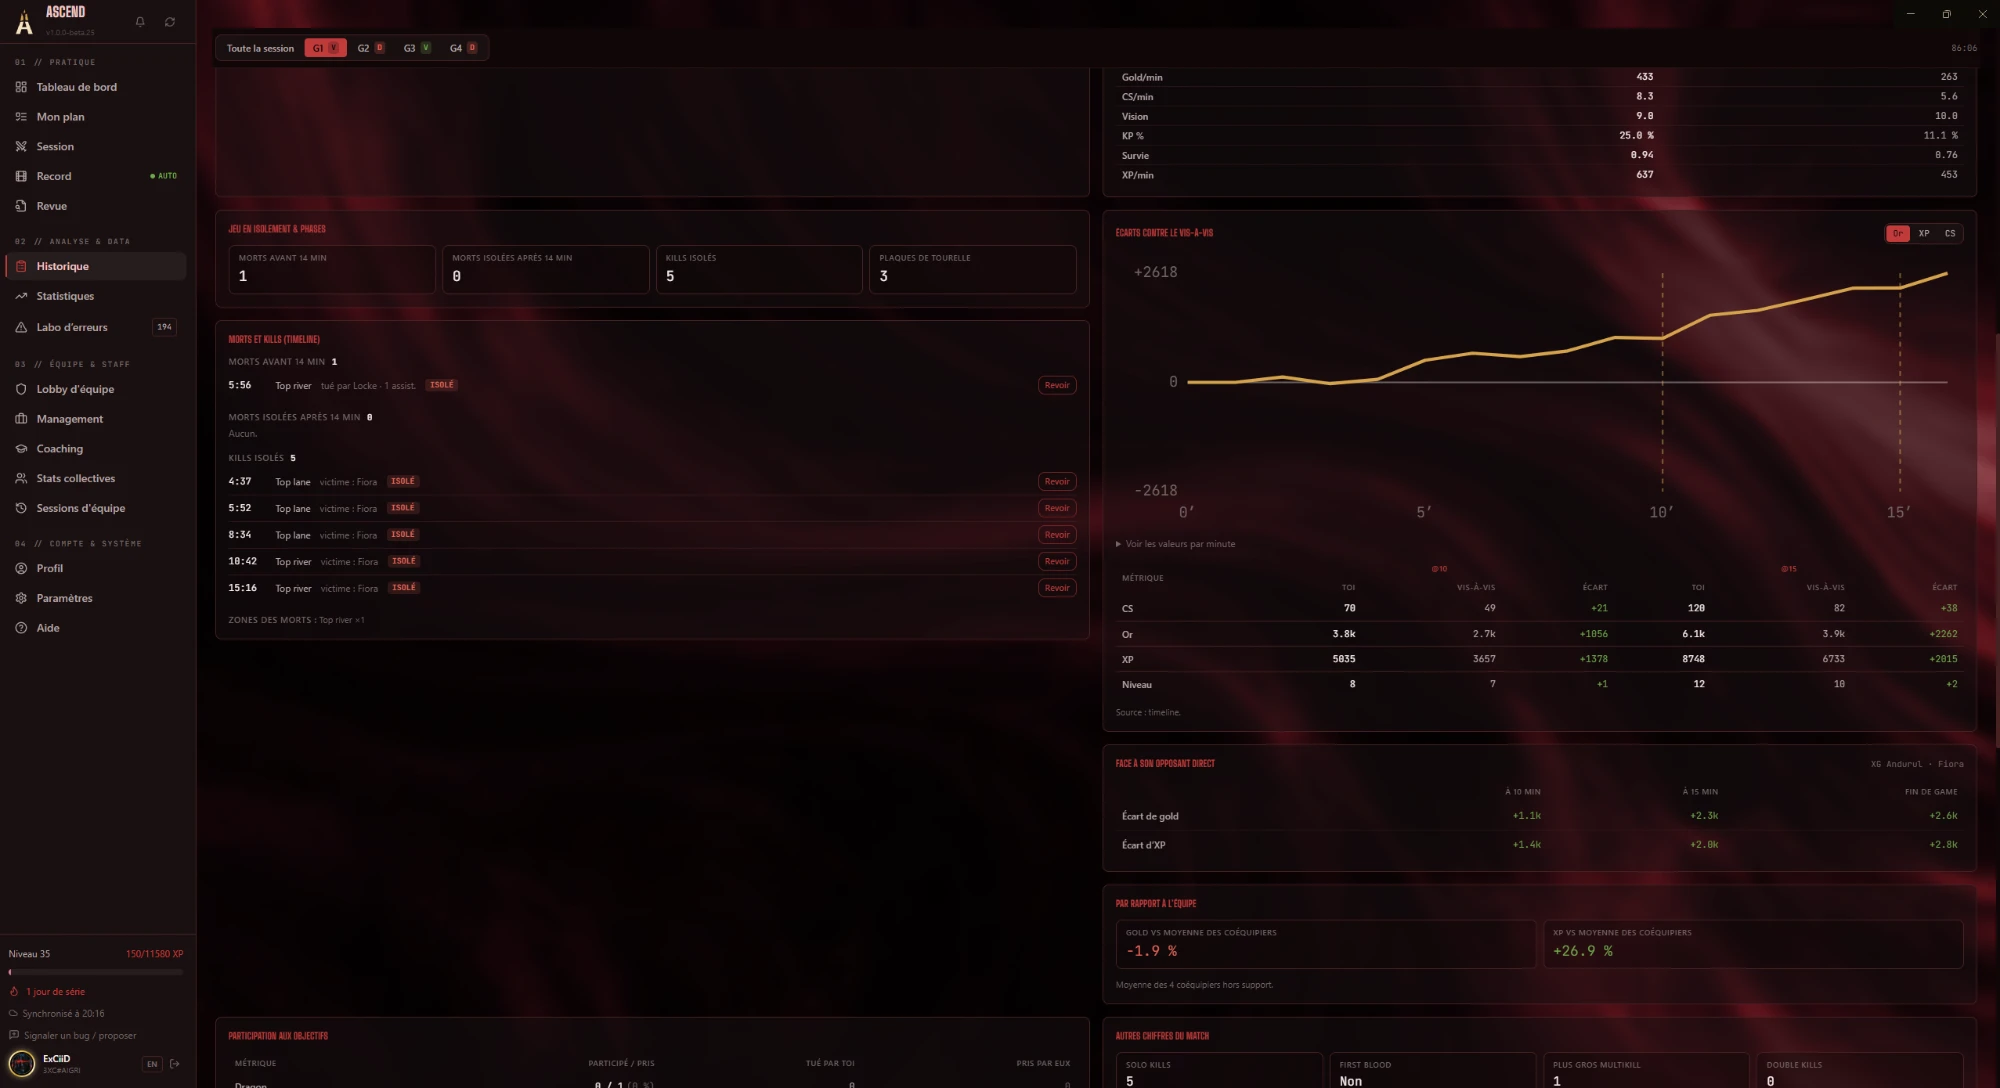 ASCEND
v1.0.0-beta.25
01 // PRATIQUE
Tableau de bord
Mon plan
Session
Record
AUTO
Revue
02 // ANALYSE & DATA
Historique
Statistiques
Labo d'erreurs
194
03 // ÉQUIPE & STAFF
Lobby d'équipe
Management
Coaching
Stats collectives
Sessions d'équipe
04 // COMPTE & SYSTÈME
Profil
Paramètres
Aide
Niveau 35
150/11580 XP
1 jour de série
Synchronisé à 20:16
Signaler un bug / proposer
ExCiiD
3XC#AIGRI
EN
Toute la session G1 V G2 D G3 V G4 D
86:06
Gold/min 433 263
CS/min 8.3 5.6
Vision 9.0 10.0
KP % 25.0 % 11.1 %
Survie 0.94 0.76
XP/min 637 453
JEU EN ISOLEMENT & PHASES
MORTS AVANT 14 MIN
1
MORTS ISOLÉES APRÈS 14 MIN
0
KILLS ISOLÉS
5
PLAQUES DE TOURELLE
3
MORTS ET KILLS (TIMELINE)
MORTS AVANT 14 MIN 1
5:56 Top river tué par Locke · 1 assist. ISOLÉ Revoir
MORTS ISOLÉES APRÈS 14 MIN 0
Aucun.
KILLS ISOLÉS 5
4:37 Top lane victime : Fiora ISOLÉ Revoir
5:52 Top lane victime : Fiora ISOLÉ Revoir
8:34 Top lane victime : Fiora ISOLÉ Revoir
10:42 Top river victime : Fiora ISOLÉ Revoir
15:16 Top river victime : Fiora ISOLÉ Revoir
ZONES DES MORTS : Top river ×1
ÉCARTS CONTRE LE VIS-À-VIS
Or XP CS
+2618
0
-2618
0′ 5′ 10′ 15′
▶ Voir les valeurs par minute
@10 @15
MÉTRIQUE TOI VIS-À-VIS ÉCART TOI VIS-À-VIS ÉCART
CS 70 49 +21 120 82 +38
Or 3.8k 2.7k +1056 6.1k 3.9k +2262
XP 5035 3657 +1378 8748 6733 +2015
Niveau 8 7 +1 12 10 +2
Source : timeline.
FACE À SON OPPOSANT DIRECT
XG Andurul · Fiora
À 10 MIN À 15 MIN FIN DE GAME
Écart de gold +1.1k +2.3k +2.6k
Écart d'XP +1.4k +2.0k +2.8k
PAR RAPPORT À L'ÉQUIPE
GOLD VS MOYENNE DES COÉQUIPIERS
-1.9 %
XP VS MOYENNE DES COÉQUIPIERS
+26.9 %
Moyenne des 4 coéquipiers hors support.
PARTICIPATION AUX OBJECTIFS
MÉTRIQUE PARTICIPÉ / PRIS TUÉ PAR TOI PRIS PAR EUX
Dragon 0 / 1 (0 %) 0 0
AUTRES CHIFFRES DU MATCH
SOLO KILLS
5
FIRST BLOOD
Non
PLUS GROS MULTIKILL
1
DOUBLE KILLS
0